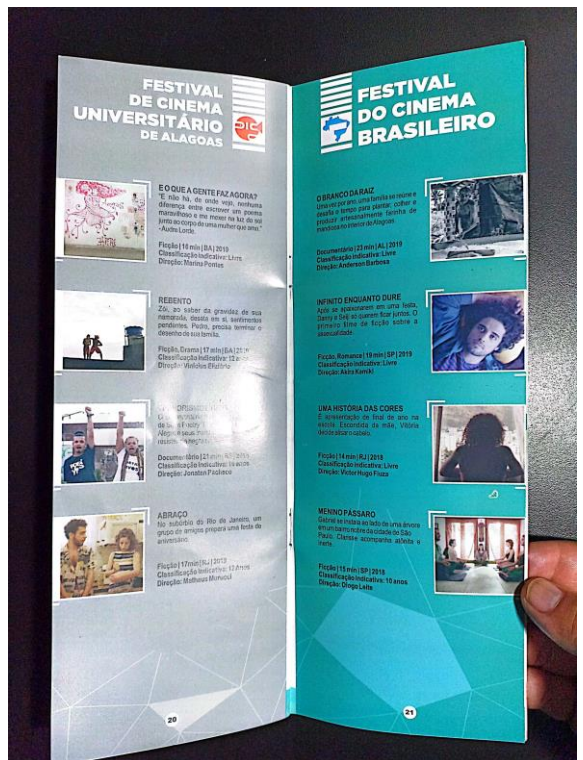 FESTIVAL
DE CINEMA
UNIVERSITÁRIO
DE ALAGOAS
E O QUE A GENTE FAZ AGORA?
"E não há, de onde vejo, nenhuma
diferença entre escrever um poema
maravilhoso e me mover na luz do sol
junto ao corpo de uma mulher que amo."
-Audre Lorde.
Ficção | 16 min | BA | 2019
Classificação indicativa: Livre
Direção: Marina Pontes
REBENTO
Zói, ao saber da gravidez de sua
namorada, desata em si, sentimentos
pendentes. Pedro, precisa terminar o
desenho de sua família.
Ficção, Drama | 17 min | BA |
Classificação indicativa: 12 anos
Direção: Vinícius
Documentário | 21 min
Classificação indicativa:
Direção: Jonatan Pacheco
ABRAÇO
No subúrbio do Rio de Janeiro, um
grupo de amigos prepara uma festa de
aniversário.
Ficção | 17min | RJ | 2018
Classificação indicativa: 12 Anos
Direção: Matheus
20
FESTIVAL
DO CINEMA
BRASILEIRO
O BRANCO DA RAIZ
Uma vez por ano, uma família se reúne e
desafia o tempo para plantar, colher e
produzir artesanalmente farinha de
mandioca no interior de Alagoas.
Documentário | 23 min | AL | 2019
Classificação indicativa: Livre
Direção: Anderson Barbosa
INFINITO ENQUANTO DURE
Após se apaixonarem em uma festa,
Danny e Seiji só querem ficar juntos. O
primeiro filme de ficção sobre a
assexualidade.
Ficção, Romance | 19 min | SP | 2019
Classificação indicativa: Livre
Direção: Akira Kamiki
UMA HISTÓRIA DAS CORES
É apresentação de final de ano na
escola. Escondida da mãe, Vitória
decide alisar o cabelo.
Ficção | 14 min | RJ | 2018
Classificação indicativa: Livre
Direção: Victor Hugo Fiuza
MENINO PÁSSARO
Gabriel se instala ao lado de uma árvore
em um bairro nobre da cidade de São
Paulo. Clarisse acompanha atônita e
inerte.
Ficção | 15 min | SP | 2018
Classificação indicativa: 10 anos
Direção: Diogo Leite
21